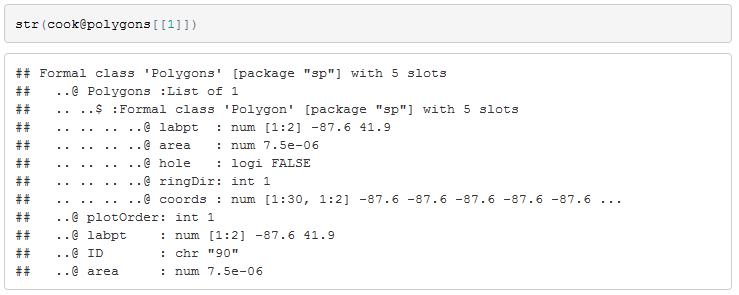 str(cook@polygons[[1]])
## Formal class 'Polygons' [package "sp"] with 5 slots
##   ..@ Polygons :List of 1
##   .. ..$ :Formal class 'Polygon' [package "sp"] with 5 slots
##   .. .. .. ..@ labpt  : num [1:2] -87.6 41.9
##   .. .. .. ..@ area   : num 7.5e-06
##   .. .. .. ..@ hole   : logi FALSE
##   .. .. .. ..@ ringDir: int 1
##   .. .. .. ..@ coords : num [1:30, 1:2] -87.6 -87.6 -87.6 -87.6 -87.6 ...
##   ..@ plotOrder: int 1
##   ..@ labpt    : num [1:2] -87.6 41.9
##   ..@ ID       : chr "90"
##   ..@ area     : num 7.5e-06